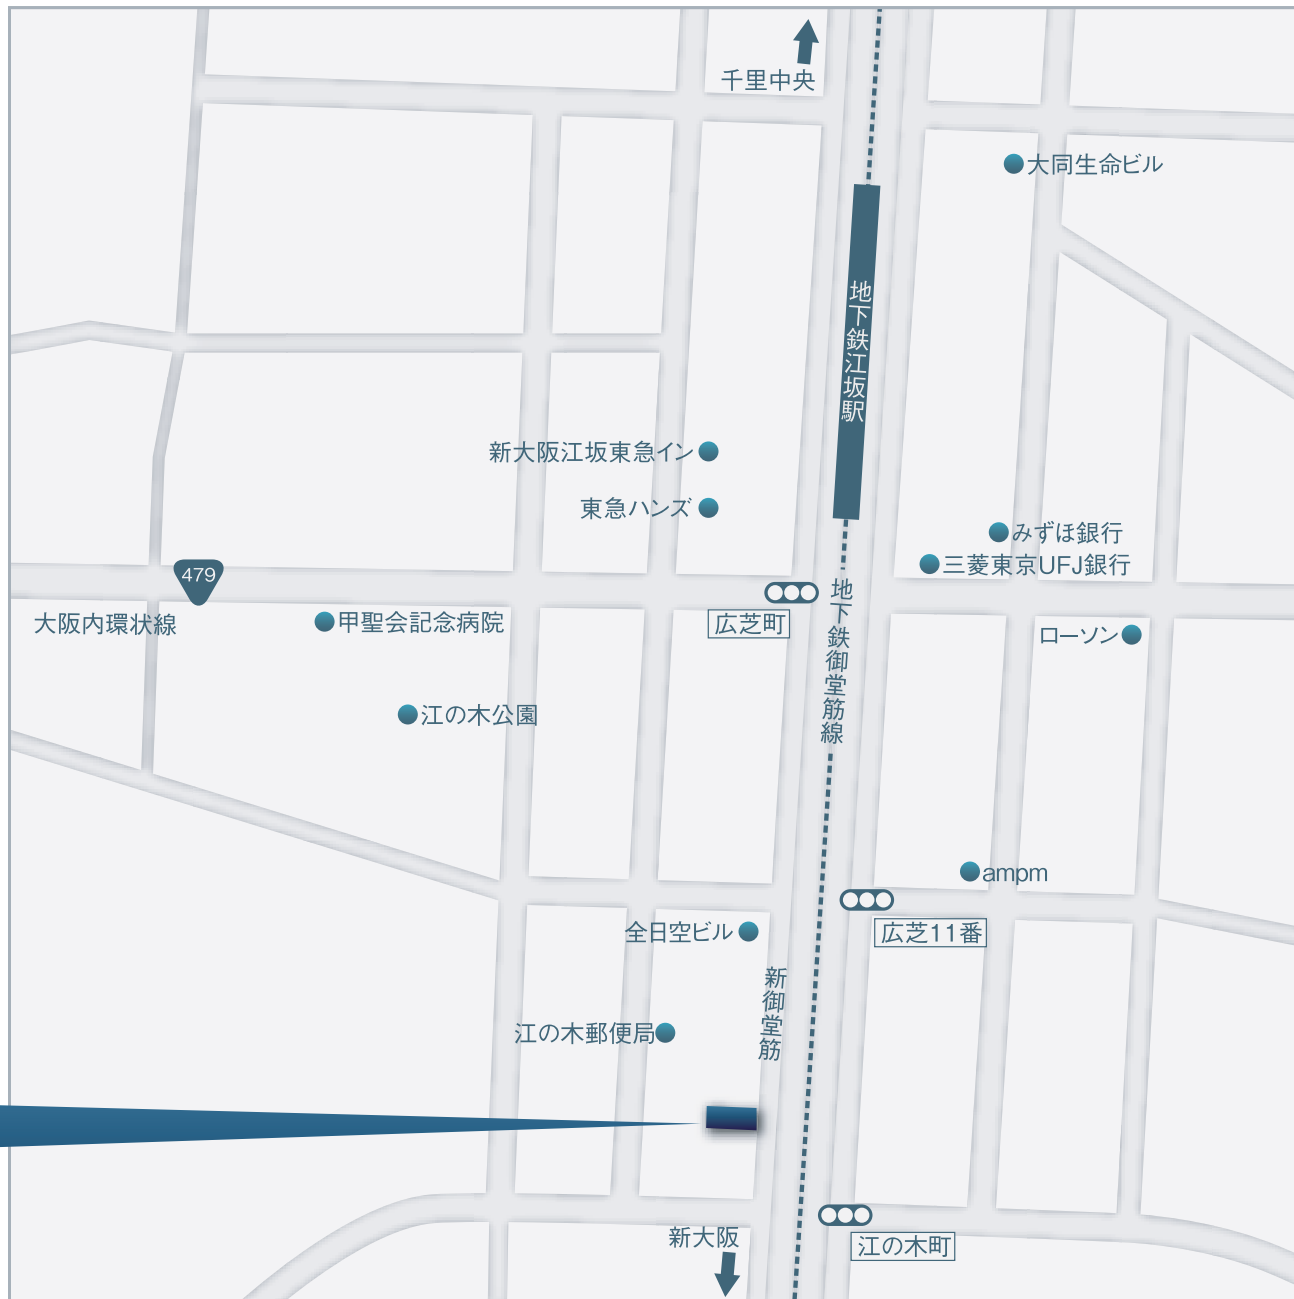 千里中央
大同生命ビル
地下鉄江坂駅
新大阪江坂東急イン
東急ハンズ
みずほ銀行
三菱東京UFJ銀行
479
大阪内環状線
甲聖会記念病院
広芝町
地下鉄御堂筋線
ローソン
江の木公園
ampm
全日空ビル
広芝11番
新御堂筋
江の木郵便局
新大阪
江の木町